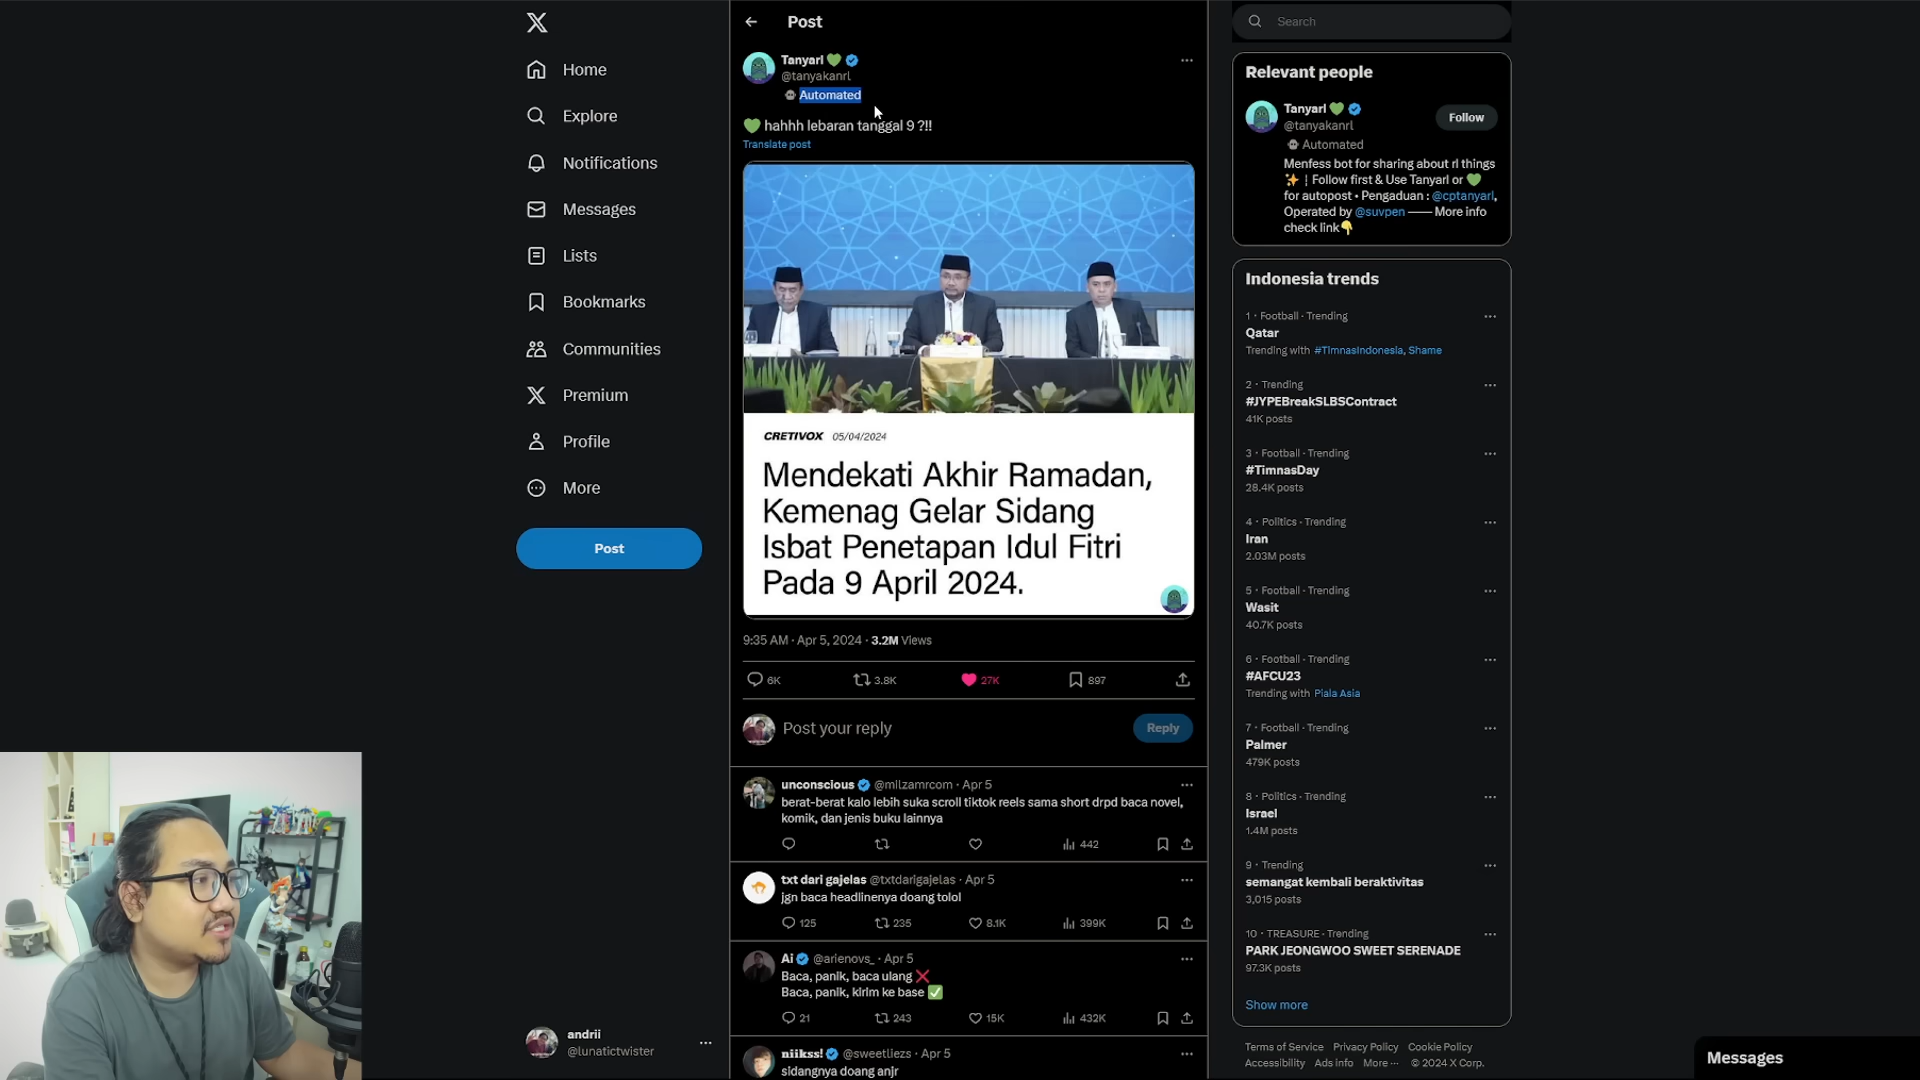 Home
Explore
Notifications
Messages
Lists
Bookmarks
Communities
Premium
Profile
More
Post
andrii
@lunatictwister
Post
Tanyarl 💚
@tanyakanrl
Automated
💚 hahhh lebaran tanggal 9 ?!!
Translate post
CRETIVOX 05/04/2024
Mendekati Akhir Ramadan,
Kemenag Gelar Sidang
Isbat Penetapan Idul Fitri
Pada 9 April 2024.
9:35 AM · Apr 5, 2024 · 3.2M Views
6K 3.8K 27K 897
Post your reply
Reply
unconscious @milzamrcom · Apr 5
berat-berat kalo lebih suka scroll tiktok reels sama short drpd baca novel,
komik, dan jenis buku lainnya
442
txt dari gajelas @txtdarigajelas · Apr 5
jgn baca headlinenya doang tolol
125 235 8.1K 399K
Ai @arienovs_ · Apr 5
Baca, panik, baca ulang ❌
Baca, panik, kirim ke base ✅
21 243 15K 432K
niikss! @sweetliezs · Apr 5
sidangnya doang anjr
Search
Relevant people
Tanyarl 💚
@tanyakanrl
Follow
Automated
Menfess bot for sharing about rl things
✨ ¦ Follow first & Use Tanyarl or 💚
for autopost • Pengaduan : @cptanyarl,
Operated by @suvpen —— More info
check link👇
Indonesia trends
1 · Football · Trending
Qatar
Trending with #TimnasIndonesia, Shame
2 · Trending
#JYPEBreakSLBSContract
41K posts
3 · Football · Trending
#TimnasDay
28.4K posts
4 · Politics · Trending
Iran
2.03M posts
5 · Football · Trending
Wasit
40.7K posts
6 · Football · Trending
#AFCU23
Trending with Piala Asia
7 · Football · Trending
Palmer
479K posts
8 · Politics · Trending
Israel
1.4M posts
9 · Trending
semangat kembali beraktivitas
3,015 posts
10 · TREASURE · Trending
PARK JEONGWOO SWEET SERENADE
97.3K posts
Show more
Terms of Service Privacy Policy Cookie Policy
Accessibility Ads info More ··· © 2024 X Corp.
Messages